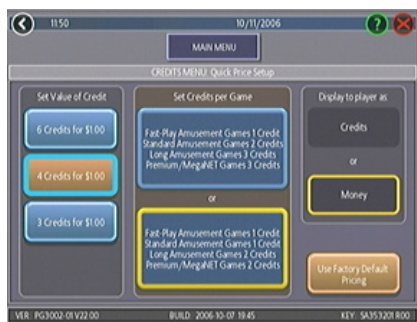 11:50 10/11/2006 ?
MAIN MENU
CREDITS MENU: Quick Price Setup
Set Value of Credit
6 Credits for $1.00
4 Credits for $1.00
3 Credits for $1.00
Set Credits per Game
Fast-Play Amusement Games 1 Credit
Standard Amusement Games 2 Credits
Long Amusement Games 3 Credits
Premium/MegaNET Games 3 Credits
or
Fast-Play Amusement Games 1 Credit
Standard Amusement Games 1 Credit
Long Amusement Games 2 Credits
Premium/MegaNET Games 2 Credits
Display to player as
Credits
or
Money
Use Factory Default
Pricing
VER: PG3002-01 V22.00 BUILD: 2006-10-07 19:45 KEY: SA353201 R00